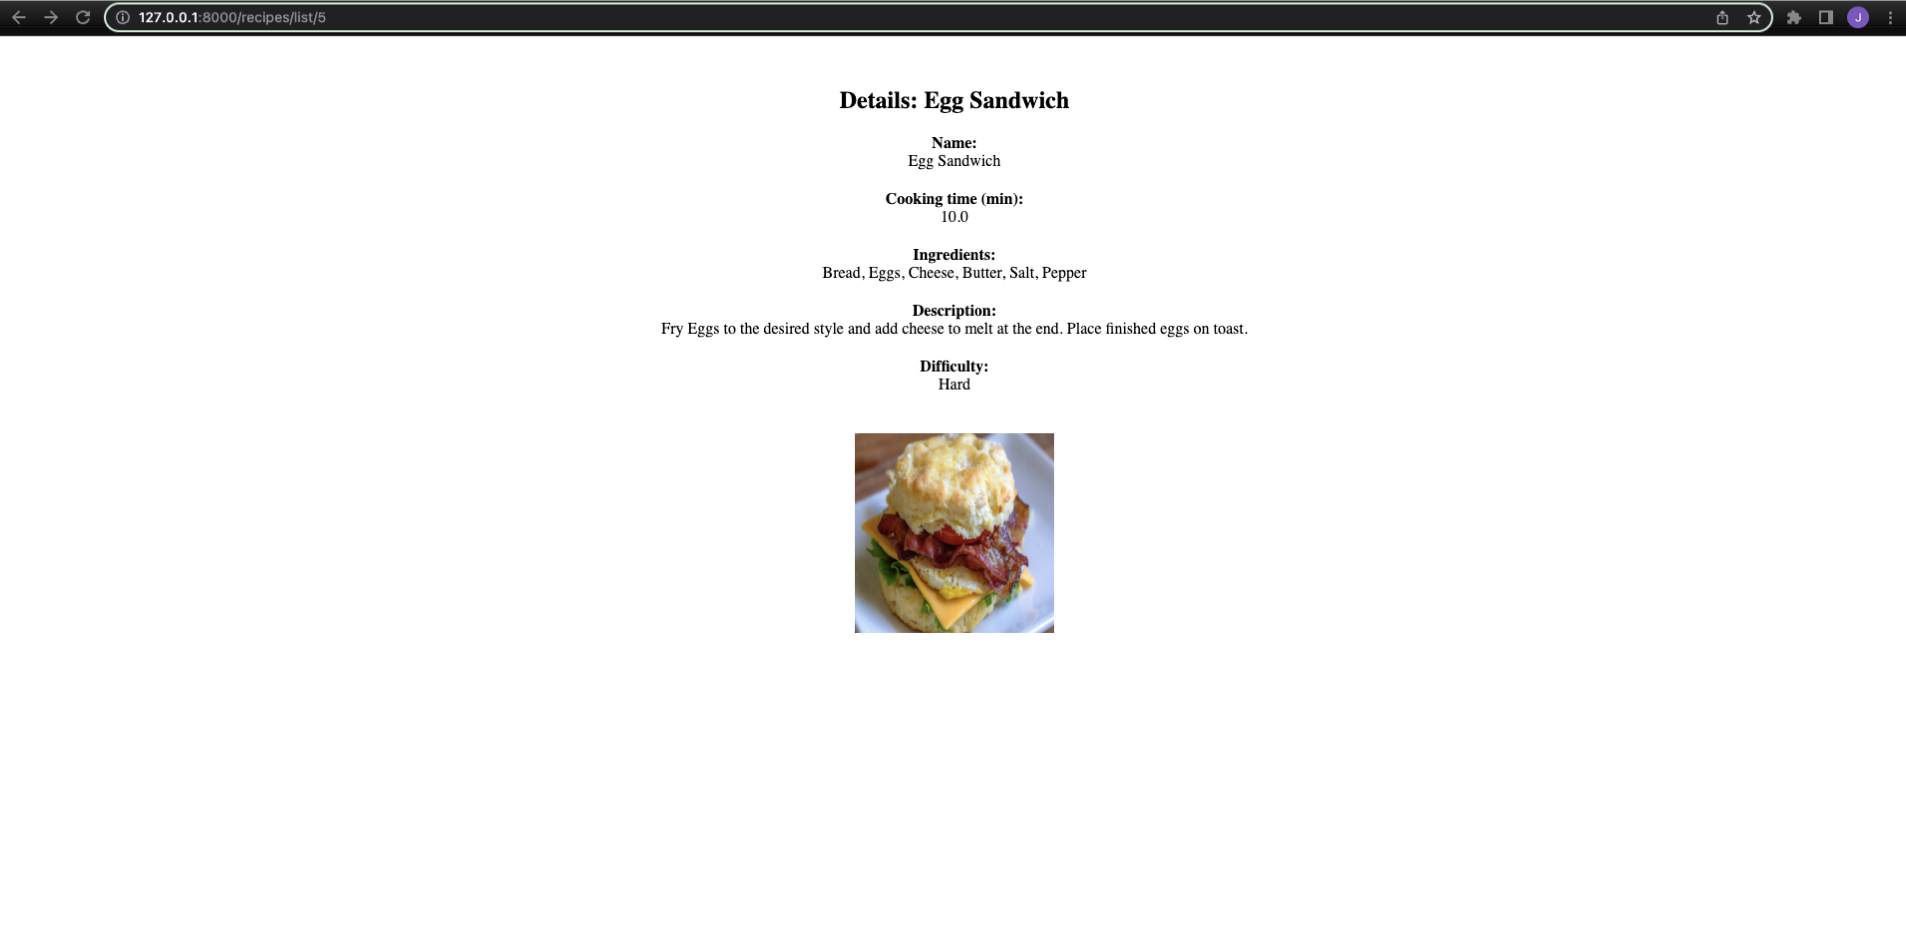 127.0.0.1:8000/recipes/list/5
J
Details: Egg Sandwich
Name:
Egg Sandwich
Cooking time (min):
10.0
Ingredients:
Bread, Eggs, Cheese, Butter, Salt, Pepper
Description:
Fry Eggs to the desired style and add cheese to melt at the end. Place finished eggs on toast.
Difficulty:
Hard